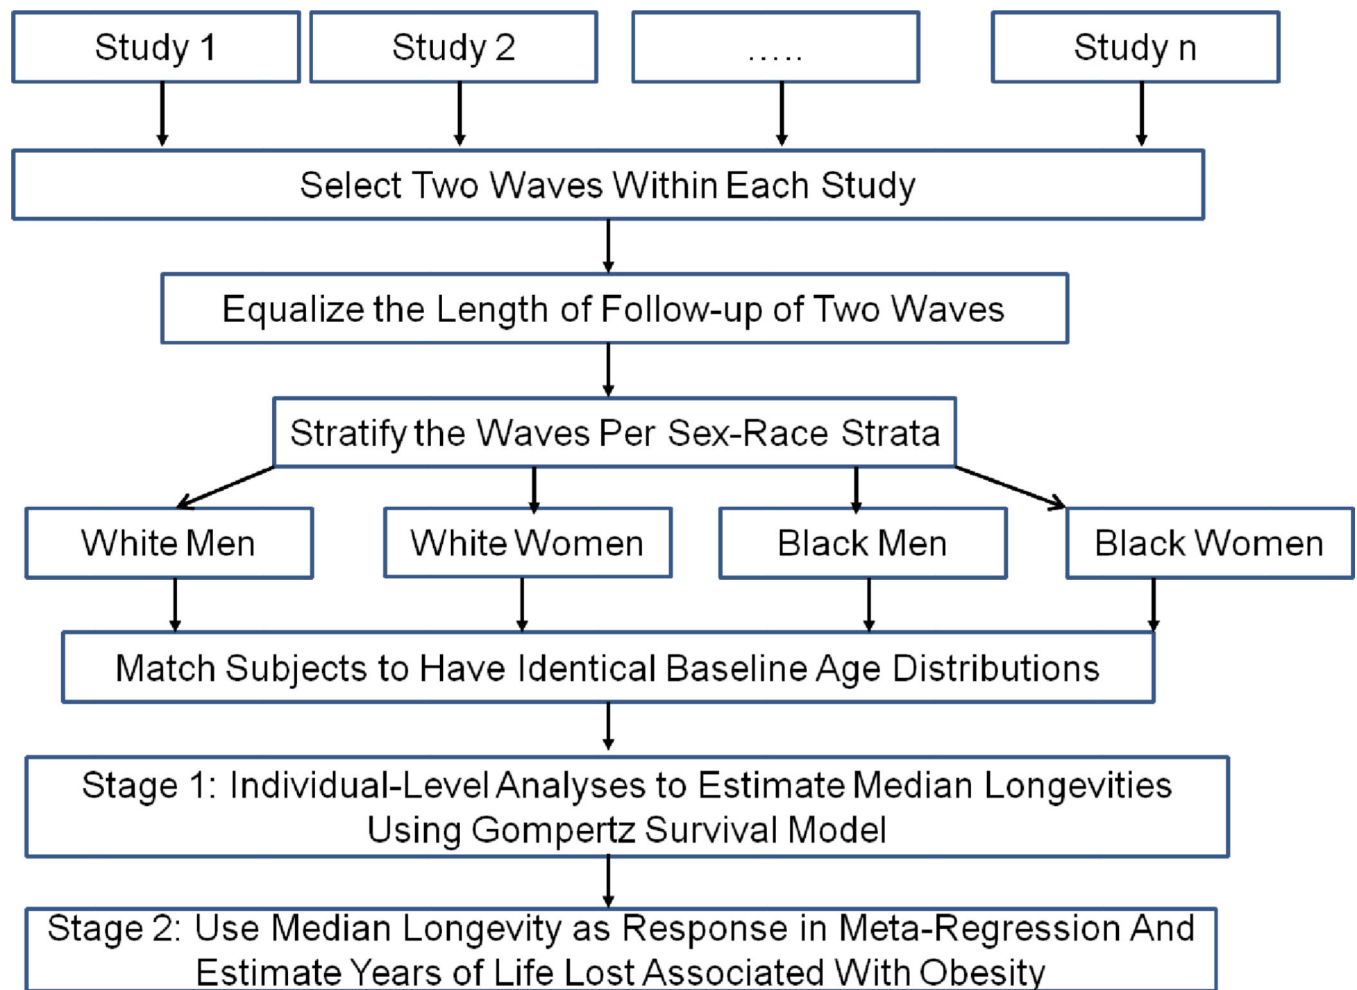 Study 1
Study 2
.....
Study n
Select Two Waves Within Each Study
Equalize the Length of Follow-up of Two Waves
Stratify the Waves Per Sex-Race Strata
White Men
White Women
Black Men
Black Women
Match Subjects to Have Identical Baseline Age Distributions
Stage 1: Individual-Level Analyses to Estimate Median Longevities
Using Gompertz Survival Model
Stage 2: Use Median Longevity as Response in Meta-Regression And
Estimate Years of Life Lost Associated With Obesity